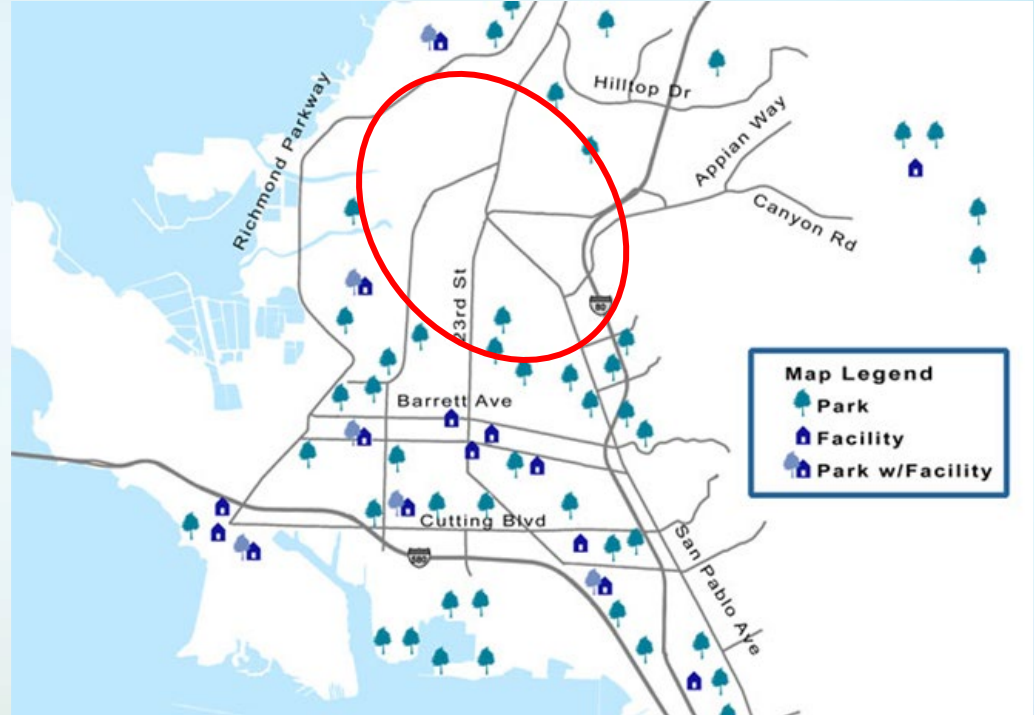 Hilltop Dr
Richmond Parkway
Appian Way
Canyon Rd
23rd St
80
Map Legend
Park
Barrett Ave
Facility
Park w/Facility
Cutting Blvd
580
San Pablo Ave